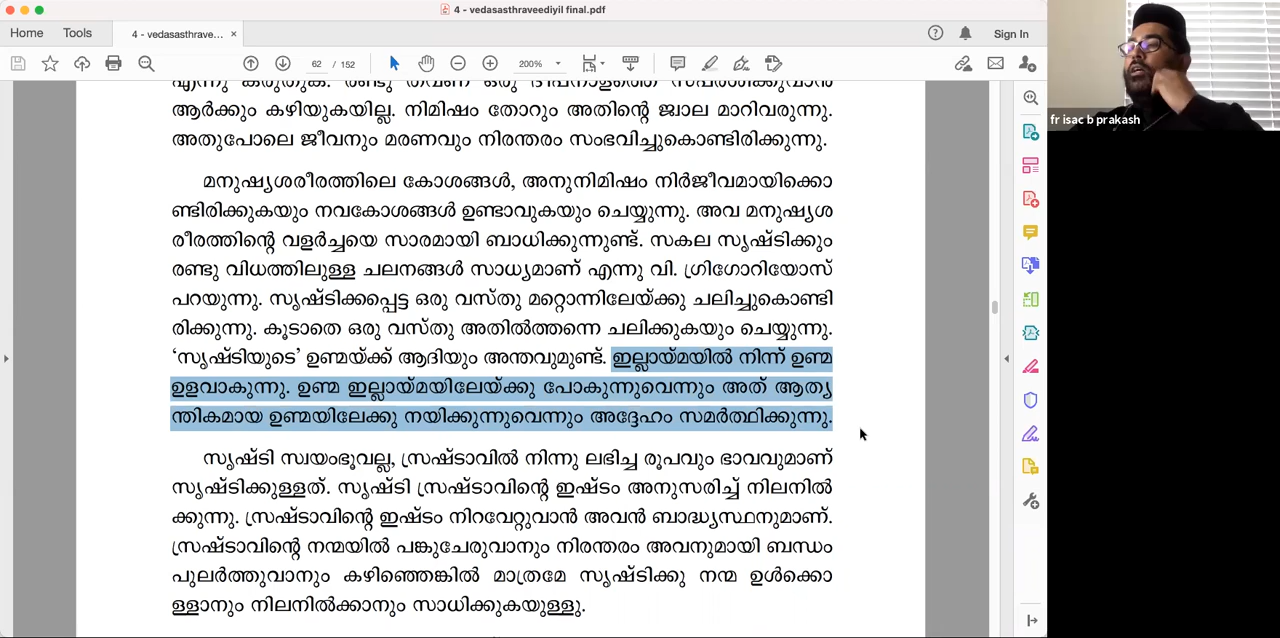 4 - vedasasthraveediyil final.pdf
Home Tools 4 - vedasasthrave... × Sign In
62 / 152 200%
fr isac b prakash
ആർക്കും കഴിയുകയില്ല. നിമിഷം തോറും അതിന്റെ ജ്വാല മാറിവരുന്നു.
അതുപോലെ ജീവനും മരണവും നിരന്തരം സംഭവിച്ചുകൊണ്ടിരിക്കുന്നു.
മനുഷ്യശരീരത്തിലെ കോശങ്ങൾ, അനുനിമിഷം നിർജീവമായിക്കൊ
ണ്ടിരിക്കുകയും നവകോശങ്ങൾ ഉണ്ടാവുകയും ചെയ്യുന്നു. അവ മനുഷ്യശ
രീരത്തിന്റെ വളർച്ചയെ സാരമായി ബാധിക്കുന്നുണ്ട്. സകല സൃഷ്ടിക്കും
രണ്ടു വിധത്തിലുള്ള ചലനങ്ങൾ സാധ്യമാണ് എന്നു വി. ഗ്രിഗോറിയോസ്
പറയുന്നു. സൃഷ്ടിക്കപ്പെട്ട ഒരു വസ്തു മറ്റൊന്നിലേയ്ക്കു ചലിച്ചുകൊണ്ടി
രിക്കുന്നു. കൂടാതെ ഒരു വസ്തു അതിൽത്തന്നെ ചലിക്കുകയും ചെയ്യുന്നു.
‘സൃഷ്ടിയുടെ’ ഉണ്മയ്ക്ക് ആദിയും അന്തവുമുണ്ട്. ഇല്ലായ്മയിൽ നിന്ന് ഉണ്മ
ഉളവാകുന്നു. ഉണ്മ ഇല്ലായ്മയിലേയ്ക്കു പോകുന്നുവെന്നും അത് ആത്യ
ന്തികമായ ഉണ്മയിലേക്കു നയിക്കുന്നുവെന്നും അദ്ദേഹം സമർത്ഥിക്കുന്നു.
സൃഷ്ടി സ്വയംഭൂവല്ല, സ്രഷ്ടാവിൽ നിന്നു ലഭിച്ച രൂപവും ഭാവവുമാണ്
സൃഷ്ടിക്കുള്ളത്. സൃഷ്ടി സ്രഷ്ടാവിന്റെ ഇഷ്ടം അനുസരിച്ച് നിലനിൽ
ക്കുന്നു. സ്രഷ്ടാവിന്റെ ഇഷ്ടം നിറവേറ്റുവാൻ അവൻ ബാദ്ധ്യസ്ഥനുമാണ്.
സ്രഷ്ടാവിന്റെ നന്മയിൽ പങ്കുചേരുവാനും നിരന്തരം അവനുമായി ബന്ധം
പുലർത്തുവാനും കഴിഞ്ഞെങ്കിൽ മാത്രമേ സൃഷ്ടിക്കു നന്മ ഉൾക്കൊ
ള്ളാനും നിലനിൽക്കാനും സാധിക്കുകയുള്ളു.